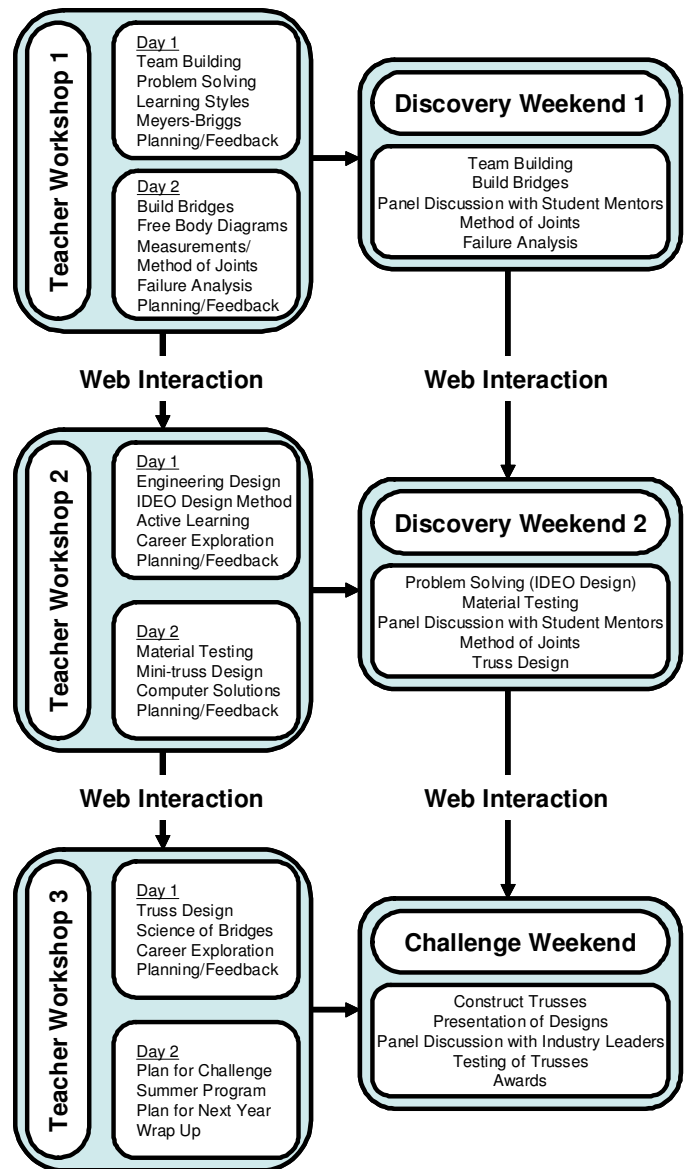 Teacher Workshop 1
Day 1
Team Building
Problem Solving
Learning Styles
Meyers-Briggs
Planning/Feedback
Day 2
Build Bridges
Free Body Diagrams
Measurements/
Method of Joints
Failure Analysis
Planning/Feedback
Discovery Weekend 1
Team Building
Build Bridges
Panel Discussion with Student Mentors
Method of Joints
Failure Analysis
Web Interaction
Web Interaction
Teacher Workshop 2
Day 1
Engineering Design
IDEO Design Method
Active Learning
Career Exploration
Planning/Feedback
Day 2
Material Testing
Mini-truss Design
Computer Solutions
Planning/Feedback
Discovery Weekend 2
Problem Solving (IDEO Design)
Material Testing
Panel Discussion with Student Mentors
Method of Joints
Truss Design
Web Interaction
Web Interaction
Teacher Workshop 3
Day 1
Truss Design
Science of Bridges
Career Exploration
Planning/Feedback
Day 2
Plan for Challenge
Summer Program
Plan for Next Year
Wrap Up
Challenge Weekend
Construct Trusses
Presentation of Designs
Panel Discussion with Industry Leaders
Testing of Trusses
Awards